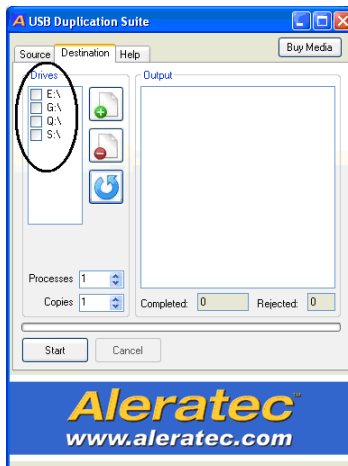 A USB Duplication Suite
Buy Media
Source Destination Help
Drives
Output
E:\
G:\
Q:\
S:\
Processes 1
Copies 1
Completed: 0 Rejected: 0
Start Cancel
Aleratec™
www.aleratec.com